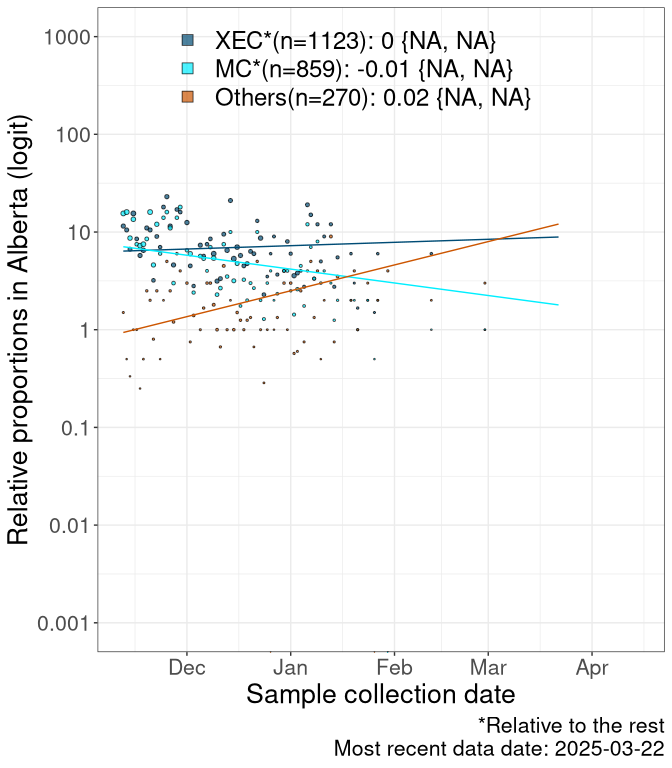 XEC*(n=1123): 0 {NA, NA}
MC*(n=859): -0.01 {NA, NA}
Others(n=270): 0.02 {NA, NA}
Relative proportions in Alberta (logit)
1000
100
10
1
0.1
0.01
0.001
Dec Jan Feb Mar Apr
Sample collection date
*Relative to the rest
Most recent data date: 2025-03-22